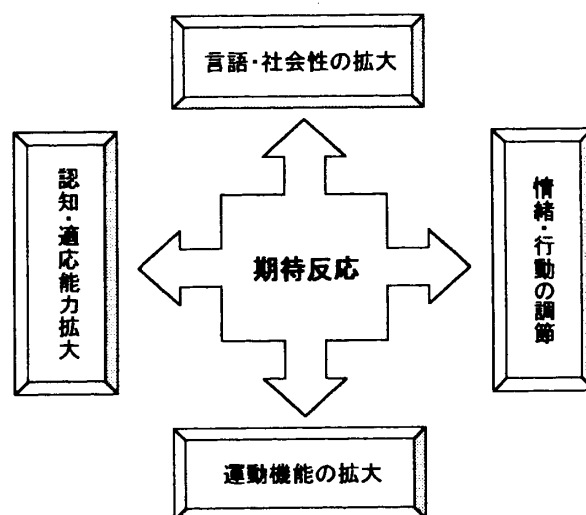 言語・社会性の拡大
認知・適応能力拡大
期待反応
情緒・行動の調節
運動機能の拡大